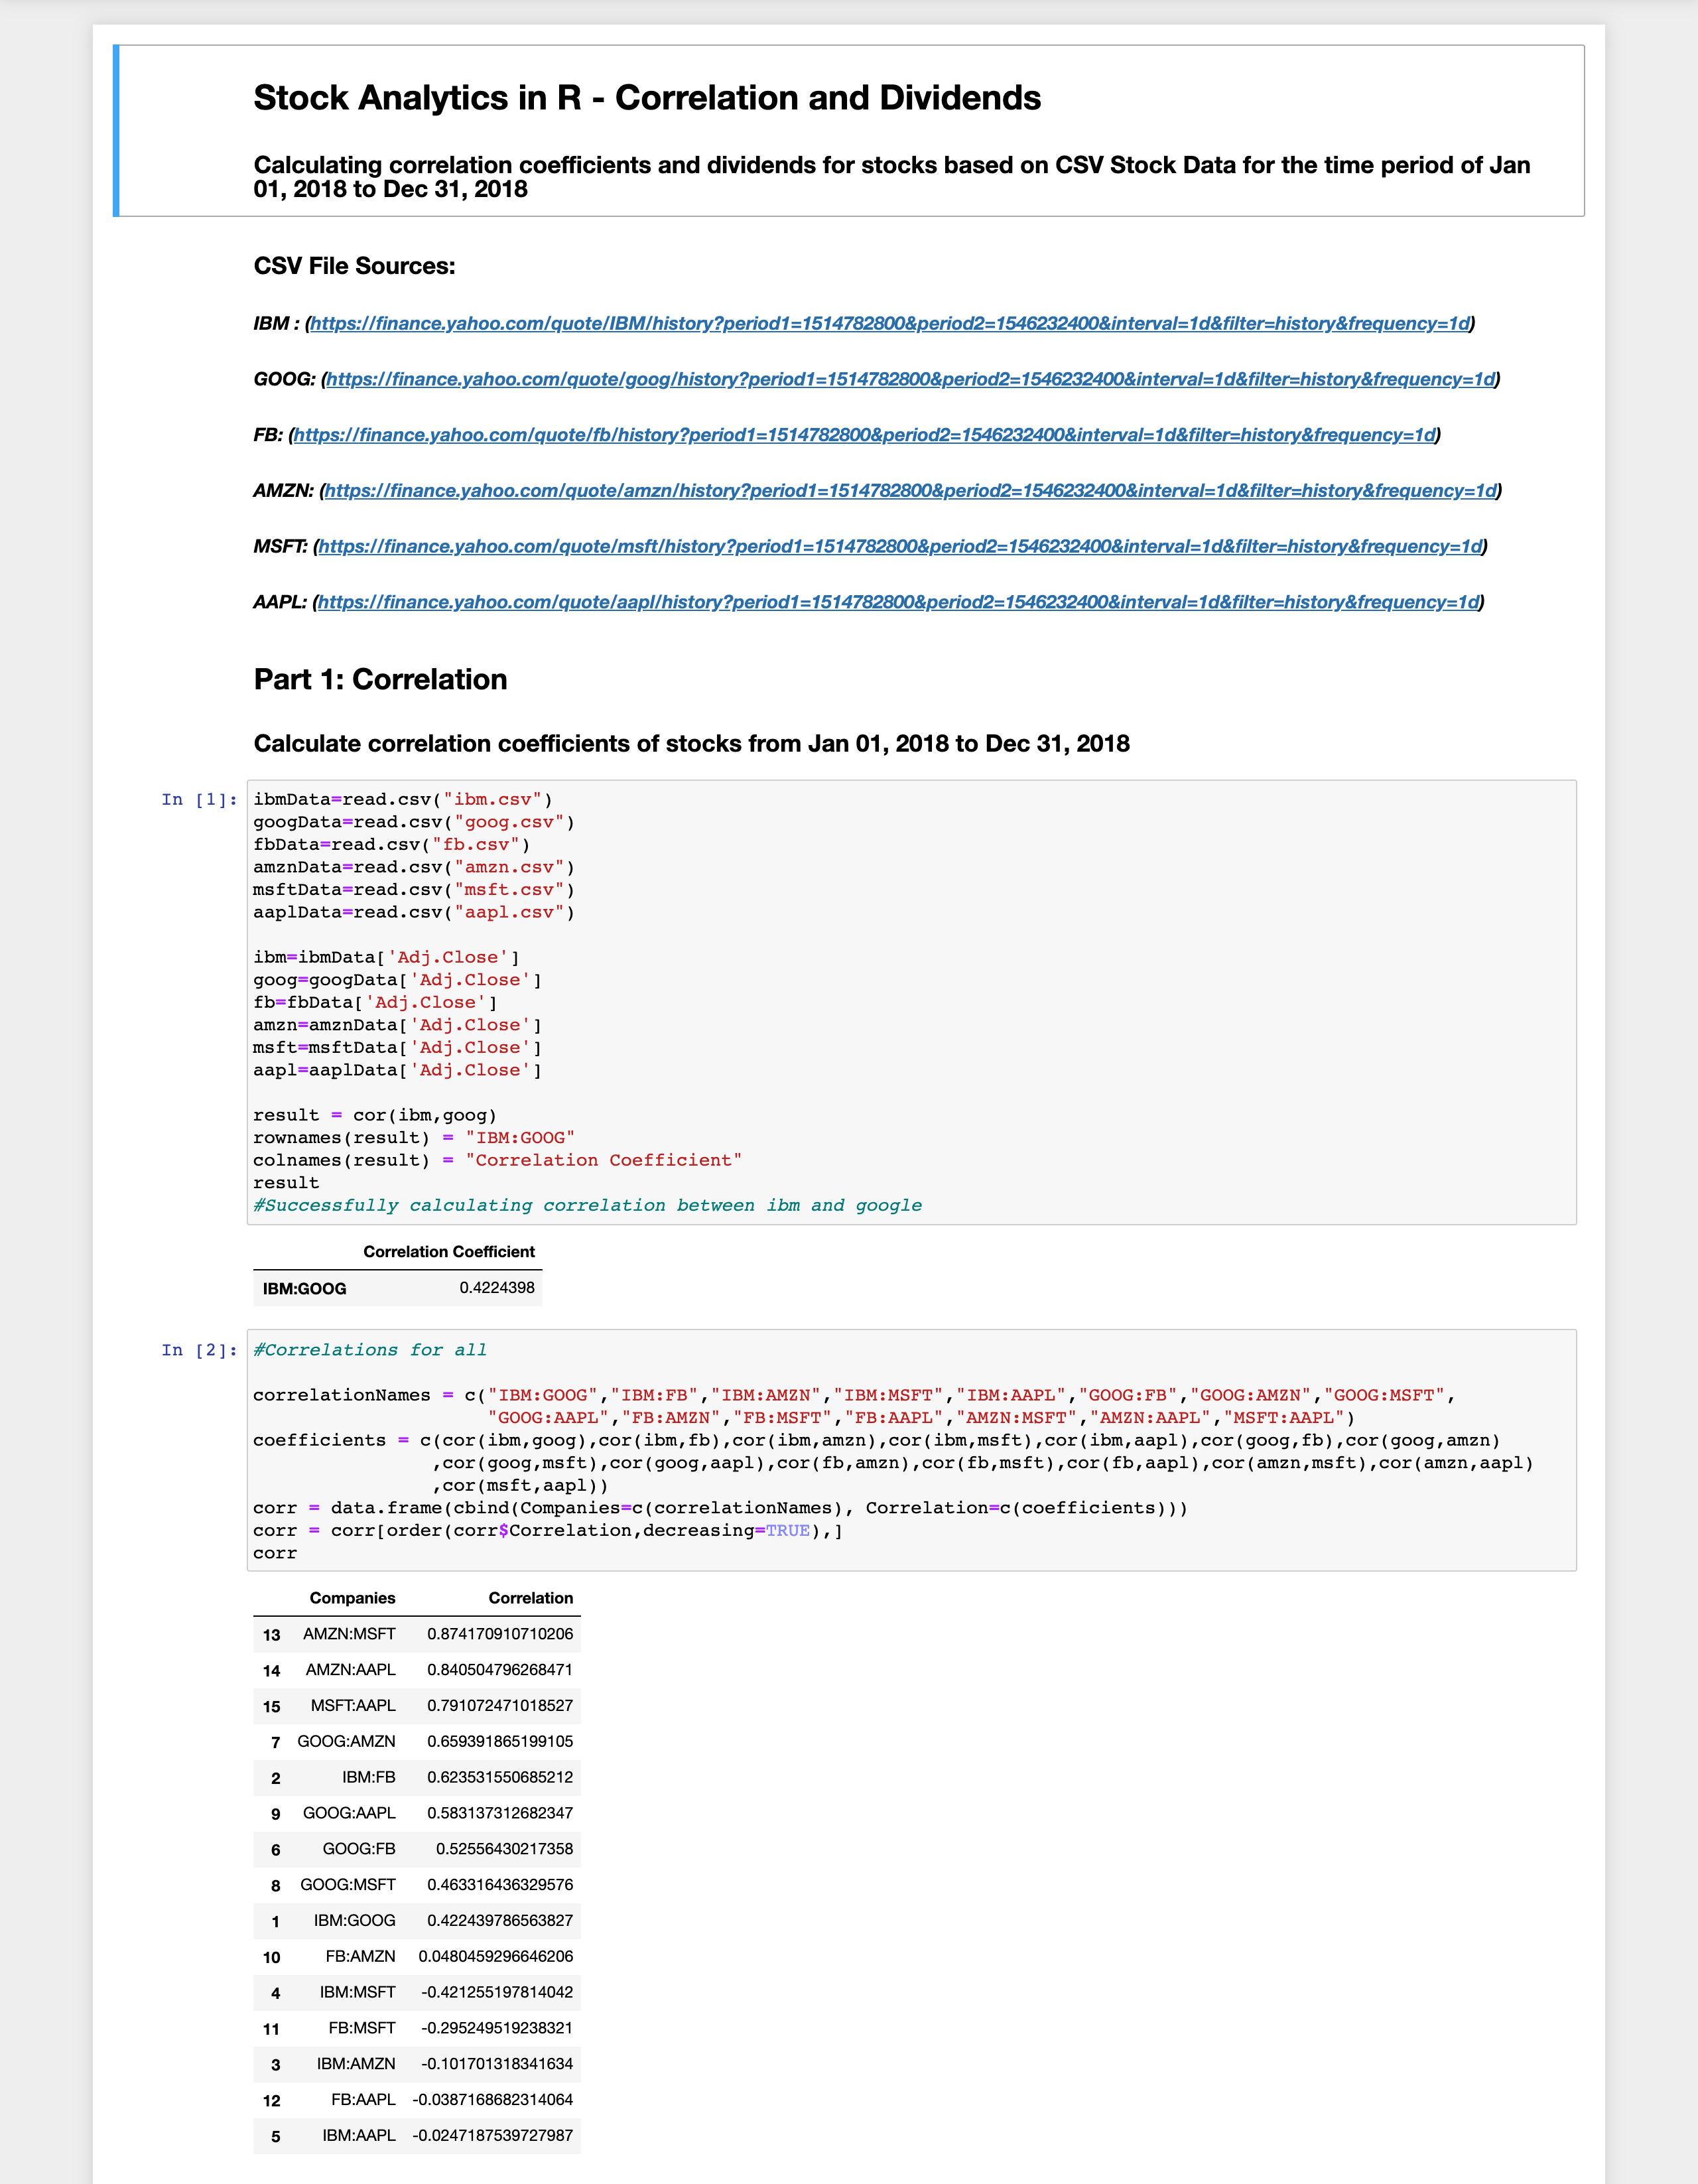 Stock Analytics in R - Correlation and Dividends
Calculating correlation coefficients and dividends for stocks based on CSV Stock Data for the time period of Jan
01, 2018 to Dec 31, 2018
CSV File Sources:
IBM : (https://finance.yahoo.com/quote/IBM/history?period1=1514782800&period2=1546232400&interval=1d&filter=history&frequency=1d)
GOOG: (https://finance.yahoo.com/quote/goog/history?period1=1514782800&period2=1546232400&interval=1d&filter=history&frequency=1d)
FB: (https://finance.yahoo.com/quote/fb/history?period1=1514782800&period2=1546232400&interval=1d&filter=history&frequency=1d)
AMZN: (https://finance.yahoo.com/quote/amzn/history?period1=1514782800&period2=1546232400&interval=1d&filter=history&frequency=1d)
MSFT: (https://finance.yahoo.com/quote/msft/history?period1=1514782800&period2=1546232400&interval=1d&filter=history&frequency=1d)
AAPL: (https://finance.yahoo.com/quote/aapl/history?period1=1514782800&period2=1546232400&interval=1d&filter=history&frequency=1d)
Part 1: Correlation
Calculate correlation coefficients of stocks from Jan 01, 2018 to Dec 31, 2018
In [1]: ibmData=read.csv("ibm.csv")
googData=read.csv("goog.csv")
fbData=read.csv("fb.csv")
amznData=read.csv("amzn.csv")
msftData=read.csv("msft.csv")
aaplData=read.csv("aapl.csv")
ibm=ibmData['Adj.Close']
goog=googData['Adj.Close']
fb=fbData['Adj.Close']
amzn=amznData['Adj.Close']
msft=msftData['Adj.Close']
aapl=aaplData['Adj.Close']
result = cor(ibm,goog)
rownames(result) = "IBM:GOOG"
colnames(result) = "Correlation Coefficient"
result
#Successfully calculating correlation between ibm and google
Correlation Coefficient
IBM:GOOG 0.4224398
In [2]: #Correlations for all
correlationNames = c("IBM:GOOG","IBM:FB","IBM:AMZN","IBM:MSFT","IBM:AAPL","GOOG:FB","GOOG:AMZN","GOOG:MSFT",
"GOOG:AAPL","FB:AMZN","FB:MSFT","FB:AAPL","AMZN:MSFT","AMZN:AAPL","MSFT:AAPL")
coefficients = c(cor(ibm,goog),cor(ibm,fb),cor(ibm,amzn),cor(ibm,msft),cor(ibm,aapl),cor(goog,fb),cor(goog,amzn)
,cor(goog,msft),cor(goog,aapl),cor(fb,amzn),cor(fb,msft),cor(fb,aapl),cor(amzn,msft),cor(amzn,aapl)
,cor(msft,aapl))
corr = data.frame(cbind(Companies=c(correlationNames), Correlation=c(coefficients)))
corr = corr[order(corr$Correlation,decreasing=TRUE),]
corr
Companies Correlation
13 AMZN:MSFT 0.874170910710206
14 AMZN:AAPL 0.840504796268471
15 MSFT:AAPL 0.791072471018527
7 GOOG:AMZN 0.659391865199105
2 IBM:FB 0.623531550685212
9 GOOG:AAPL 0.583137312682347
6 GOOG:FB 0.52556430217358
8 GOOG:MSFT 0.463316436329576
1 IBM:GOOG 0.422439786563827
10 FB:AMZN 0.0480459296646206
4 IBM:MSFT -0.421255197814042
11 FB:MSFT -0.295249519238321
3 IBM:AMZN -0.101701318341634
12 FB:AAPL -0.0387168682314064
5 IBM:AAPL -0.0247187539727987